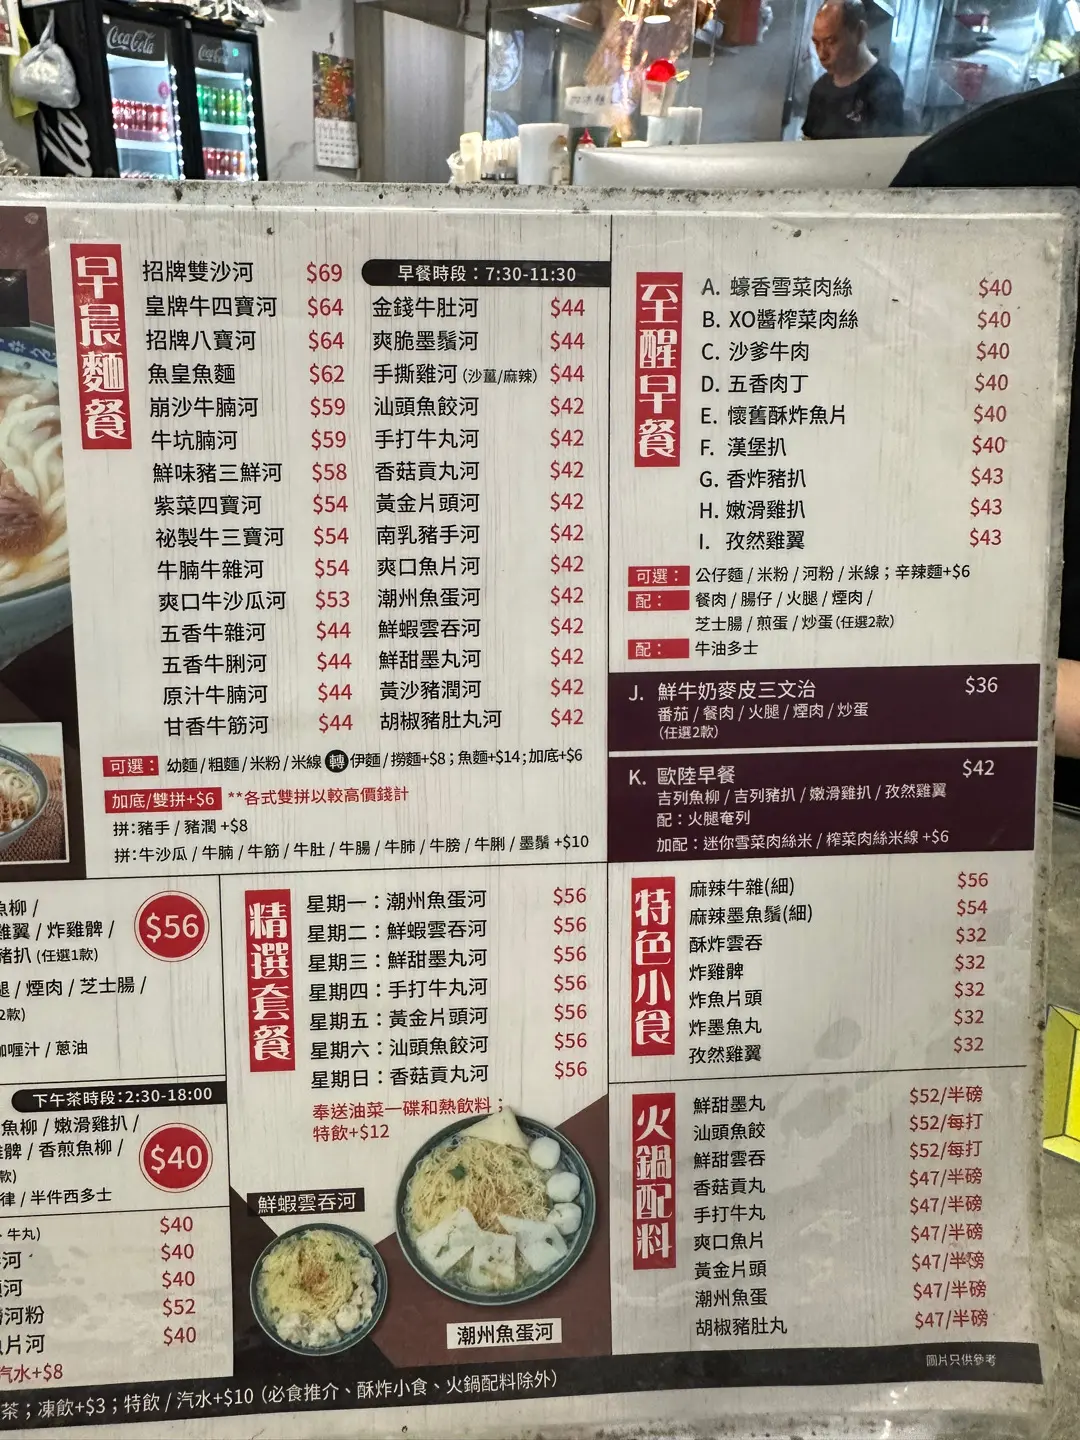 Coca-Cola
早晨麵餐
招牌雙沙河 $69
皇牌牛四寶河 $64
招牌八寶河 $64
魚皇魚麵 $62
崩沙牛腩河 $59
牛坑腩河 $59
鮮味豬三鮮河 $58
紫菜四寶河 $54
祕製牛三寶河 $54
牛腩牛雜河 $54
爽口牛沙瓜河 $53
五香牛雜河 $44
五香牛脷河 $44
原汁牛腩河 $44
甘香牛筋河 $44
早餐時段：7:30-11:30
金錢牛肚河 $44
爽脆墨鬚河 $44
手撕雞河 (沙薑/麻辣) $44
汕頭魚餃河 $42
手打牛丸河 $42
香菇貢丸河 $42
黃金片頭河 $42
南乳豬手河 $42
爽口魚片河 $42
潮州魚蛋河 $42
鮮蝦雲吞河 $42
鮮甜墨丸河 $42
黃沙豬潤河 $42
胡椒豬肚丸河 $42
可選： 幼麵/粗麵/米粉/米線 轉 伊麵/撈麵+$8；魚麵+$14；加底+$6
加底/雙拼+$6 **各式雙拼以較高價錢計
拼：豬手 / 豬潤 +$8
拼：牛沙瓜 / 牛腩 / 牛筋 / 牛肚 / 牛腸 / 牛肺 / 牛膀 / 牛脷 / 墨鬚 +$10
至醒早餐
A. 蠔香雪菜肉絲 $40
B. XO醬榨菜肉絲 $40
C. 沙爹牛肉 $40
D. 五香肉丁 $40
E. 懷舊酥炸魚片 $40
F. 漢堡扒 $40
G. 香炸豬扒 $43
H. 嫩滑雞扒 $43
I. 孜然雞翼 $43
可選： 公仔麵 / 米粉 / 河粉 / 米線；辛辣麵+$6
配： 餐肉 / 腸仔 / 火腿 / 煙肉 /
芝士腸 / 煎蛋 / 炒蛋 (任選2款)
配： 牛油多士
J. 鮮牛奶麥皮三文治 $36
番茄 / 餐肉 / 火腿 / 煙肉 / 炒蛋
(任選2款)
K. 歐陸早餐 $42
吉列魚柳 / 吉列豬扒 / 嫩滑雞扒 / 孜然雞翼
配：火腿奄列
加配：迷你雪菜肉絲米 / 榨菜肉絲米線 +$6
魚柳 /
雞翼 / 炸雞髀 /
豬扒 (任選1款)
$56
腿 / 煙肉 / 芝士腸 /
2款)
咖喱汁 / 蔥油
下午茶時段：2:30-18:00
魚柳 / 嫩滑雞扒 /
雞髀 / 香煎魚柳 /
款)
$40
律 / 半件西多士
牛丸) $40
河 $40
河 $40
河粉 $52
片河 $40
汽水+$8
精選套餐
星期一：潮州魚蛋河 $56
星期二：鮮蝦雲吞河 $56
星期三：鮮甜墨丸河 $56
星期四：手打牛丸河 $56
星期五：黃金片頭河 $56
星期六：汕頭魚餃河 $56
星期日：香菇貢丸河 $56
奉送油菜一碟和熱飲料；
特飲+$12
鮮蝦雲吞河
潮州魚蛋河
特色小食
麻辣牛雜(細) $56
麻辣墨魚鬚(細) $54
酥炸雲吞 $32
炸雞髀 $32
炸魚片頭 $32
炸墨魚丸 $32
孜然雞翼 $32
火鍋配料
鮮甜墨丸 $52/半磅
汕頭魚餃 $52/每打
鮮甜雲吞 $52/每打
香菇貢丸 $47/半磅
手打牛丸 $47/半磅
爽口魚片 $47/半磅
黃金片頭 $47/半磅
潮州魚蛋 $47/半磅
胡椒豬肚丸 $47/半磅
圖片只供參考
茶；凍飲+$3；特飲 / 汽水+$10（必食推介、酥炸小食、火鍋配料除外）